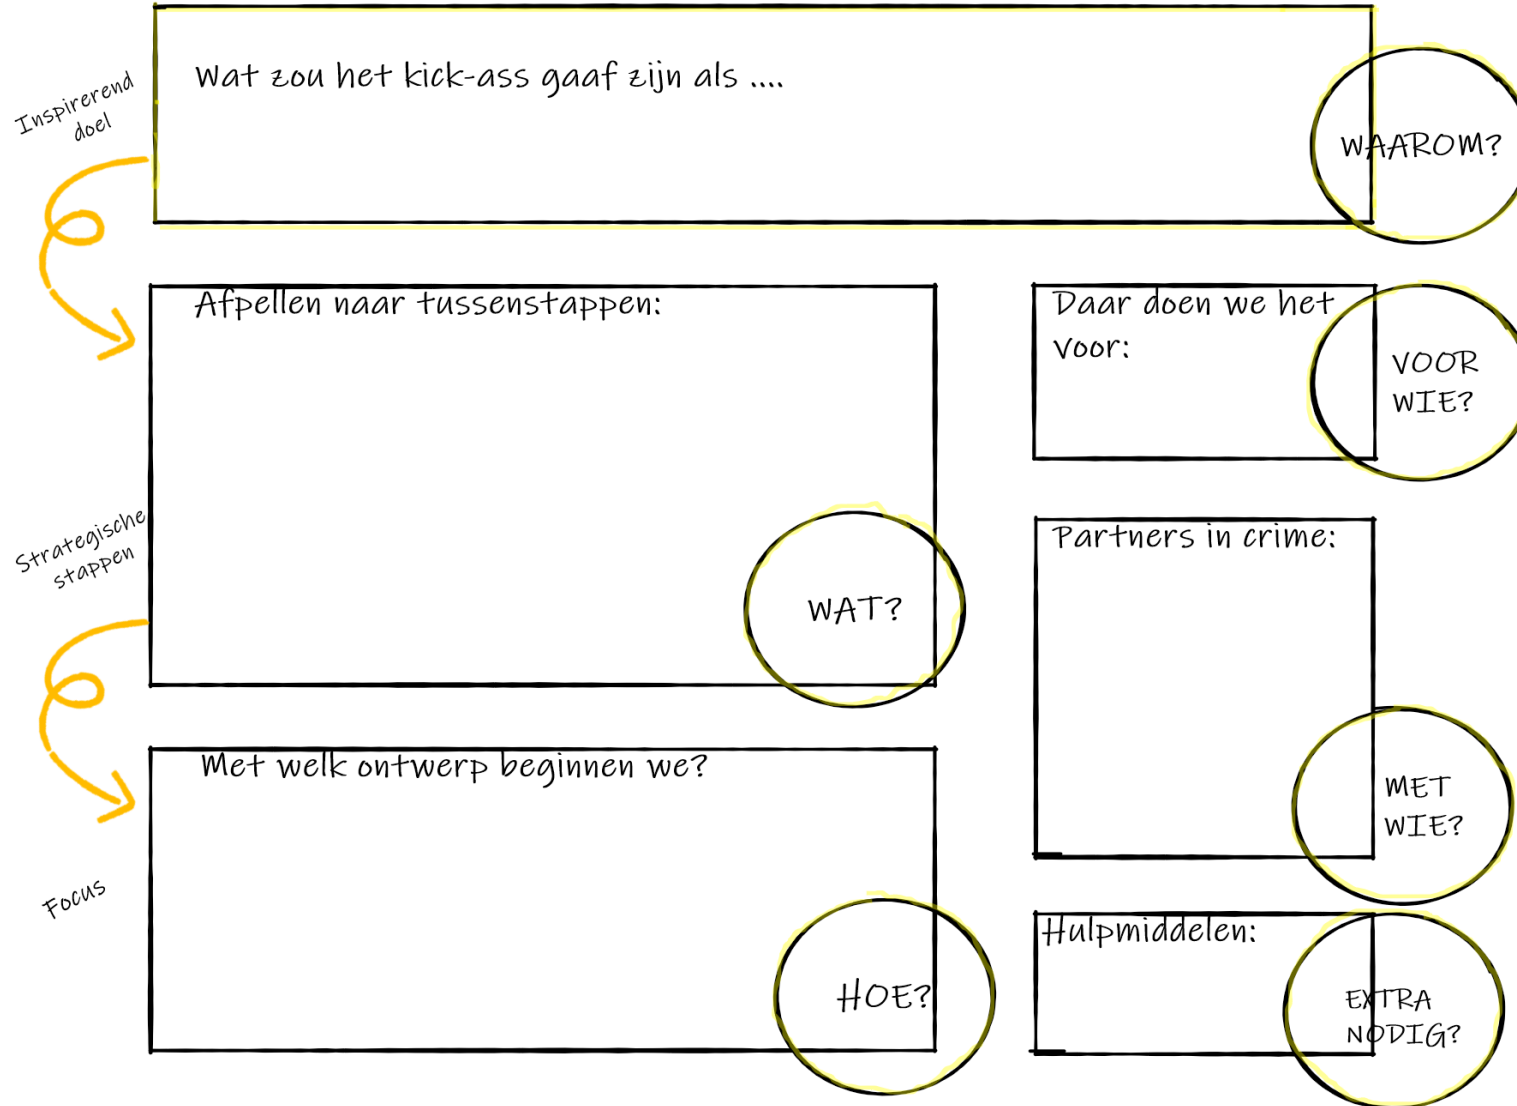 Wat zou het kick-ass gaaf zijn als ....
Inspirerend
doel
WAAROM?
Afpellen naar tussenstappen:
Daar doen we het
voor:
VOOR
WIE?
Strategische
stappen
WAT?
Partners in crime:
MET
WIE?
Met welk ontwerp beginnen we?
Focus
HOE?
Hulpmiddelen:
EXTRA
NODIG?